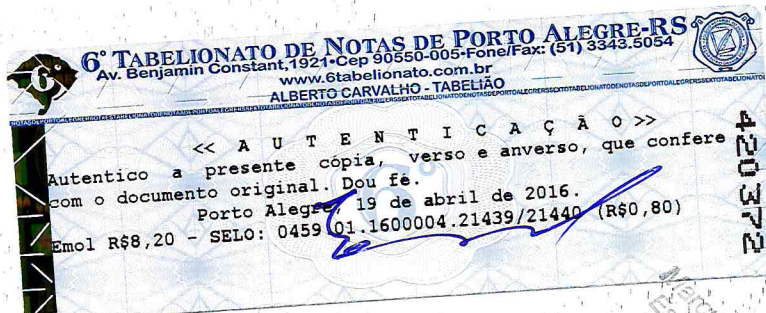 6º TABELIONATO DE NOTAS DE PORTO ALEGRE-RS
Av. Benjamin Constant,1921•Cep 90550-005•Fone/Fax: (51) 3343.5054
www.6tabelionato.com.br
ALBERTO CARVALHO - TABELIÃO
<< A U T E N T I C A Ç Ã O >>
Autentico a presente cópia, verso e anverso, que confere
com o documento original. Dou fé.
Porto Alegre, 19 de abril de 2016.
Emol R$8,20 - SELO: 0459.01.1600004.21439/21440 (R$0,80)
420372
6º